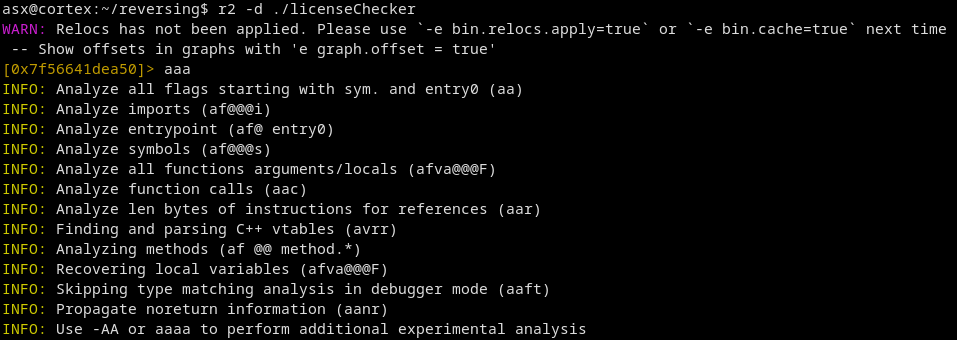 asx@cortex:~/reversing$ r2 -d ./licenseChecker
WARN: Relocs has not been applied. Please use `-e bin.relocs.apply=true` or `-e bin.cache=true` next time
 -- Show offsets in graphs with 'e graph.offset = true'
[0x7f56641dea50]> aaa
INFO: Analyze all flags starting with sym. and entry0 (aa)
INFO: Analyze imports (af@@@i)
INFO: Analyze entrypoint (af@ entry0)
INFO: Analyze symbols (af@@@s)
INFO: Analyze all functions arguments/locals (afva@@@F)
INFO: Analyze function calls (aac)
INFO: Analyze len bytes of instructions for references (aar)
INFO: Finding and parsing C++ vtables (avrr)
INFO: Analyzing methods (af @@ method.*)
INFO: Recovering local variables (afva@@@F)
INFO: Skipping type matching analysis in debugger mode (aaft)
INFO: Propagate noreturn information (aanr)
INFO: Use -AA or aaaa to perform additional experimental analysis